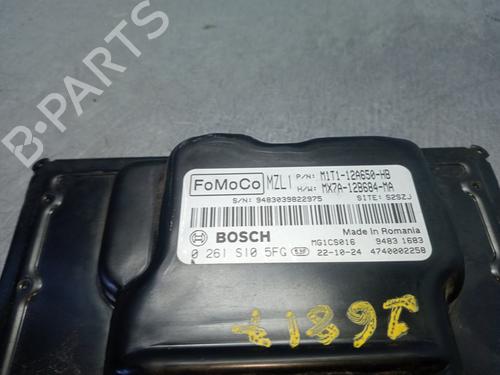 FoMoCo MZL1 P/N: M1T1-12A650-HB
H/W: MX7A-12B684-MA
S/N: 9483039822975 SITE: S2SZJ
BOSCH MG1CS016 Made in Romania
9483 1683
0 261 S10 5FG 22-10-24 4740002258
B-PARTS